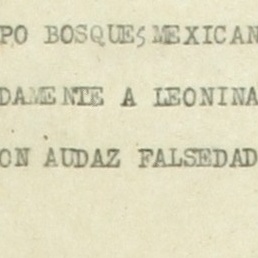 PO BOSQUES MEXICAN
DAMENTE A LEONINA
ON AUDAZ FALSEDAD